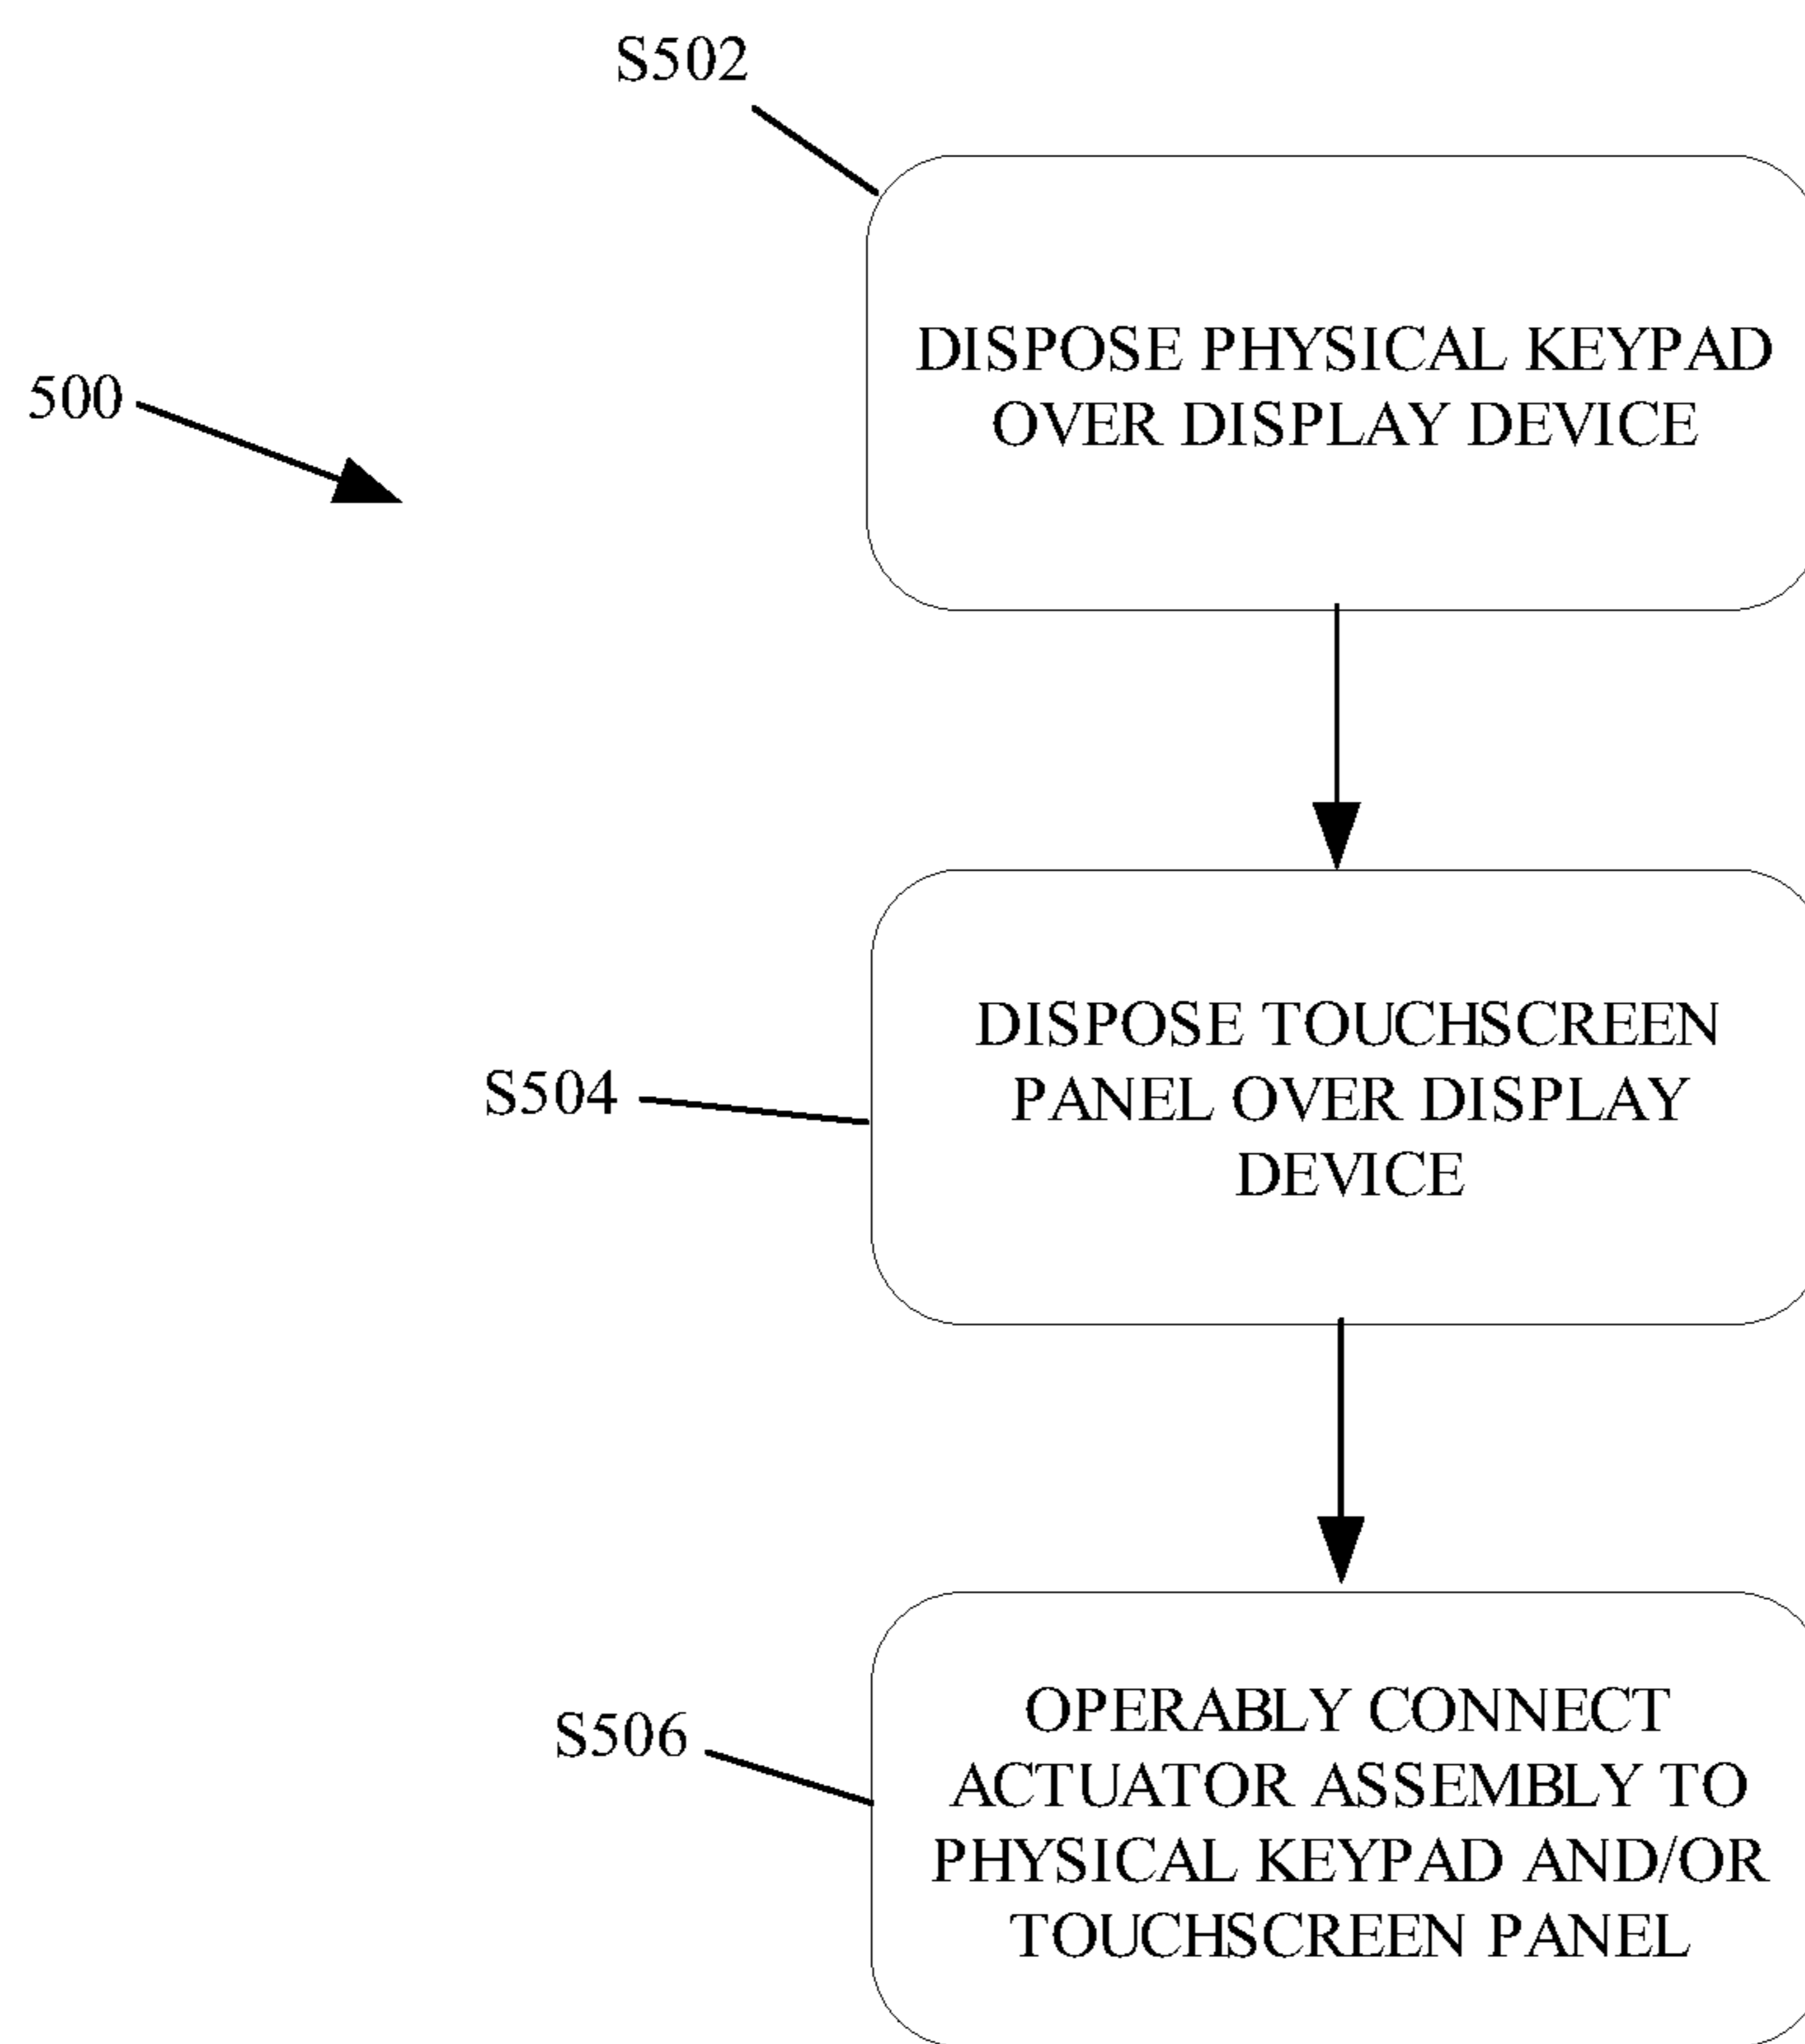 S502
DISPOSE PHYSICAL KEYPAD
OVER DISPLAY DEVICE
500
DISPOSE TOUCHSCREEN
PANEL OVER DISPLAY
DEVICE
S504
OPERABLY CONNECT
ACTUATOR ASSEMBLY TO
PHYSICAL KEYPAD AND/OR
TOUCHSCREEN PANEL
S506